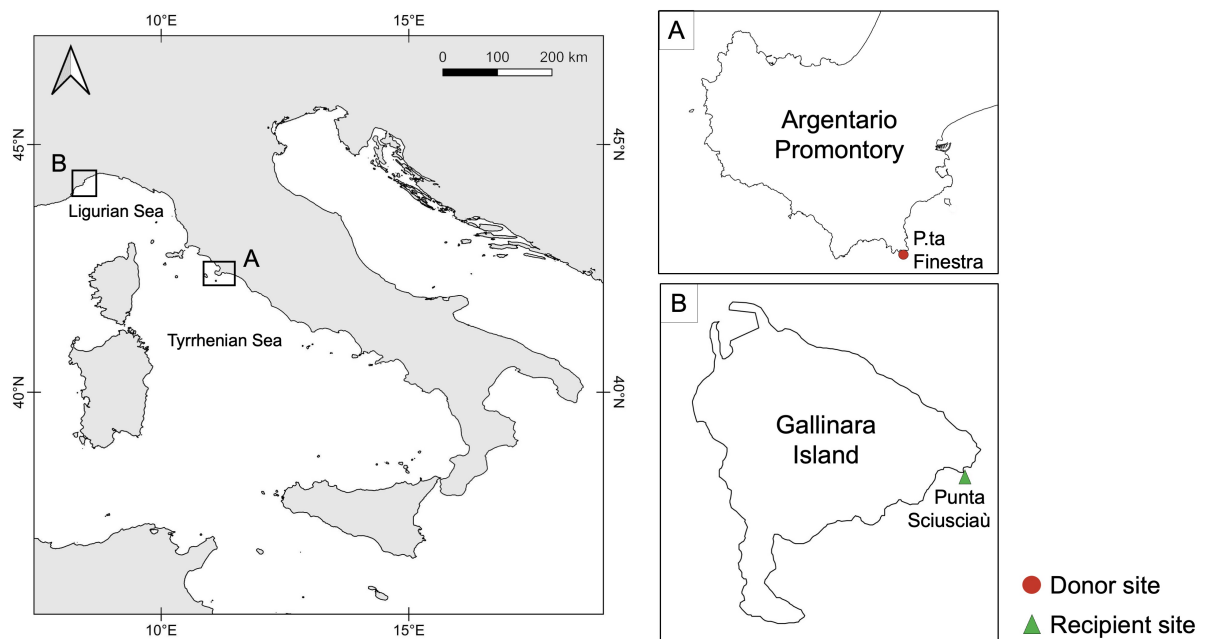 10°E
15°E
0
100
200 km
45°N
45°N
B
Ligurian Sea
A
Tyrrhenian Sea
40°N
40°N
10°E
15°E
A
Argentario
Promontory
P.ta
Finestra
B
Gallinara
Island
Punta
Sciusciaù
Donor site
Recipient site